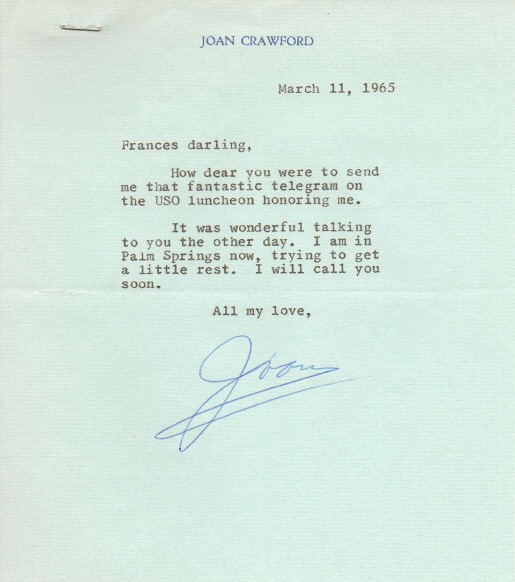 JOAN CRAWFORD
March 11, 1965
Frances darling,
How dear you were to send
me that fantastic telegram on
the USO luncheon honoring me.
It was wonderful talking
to you the other day. I am in
Palm Springs now, trying to get
a little rest. I will call you
soon.
All my love,
Joan